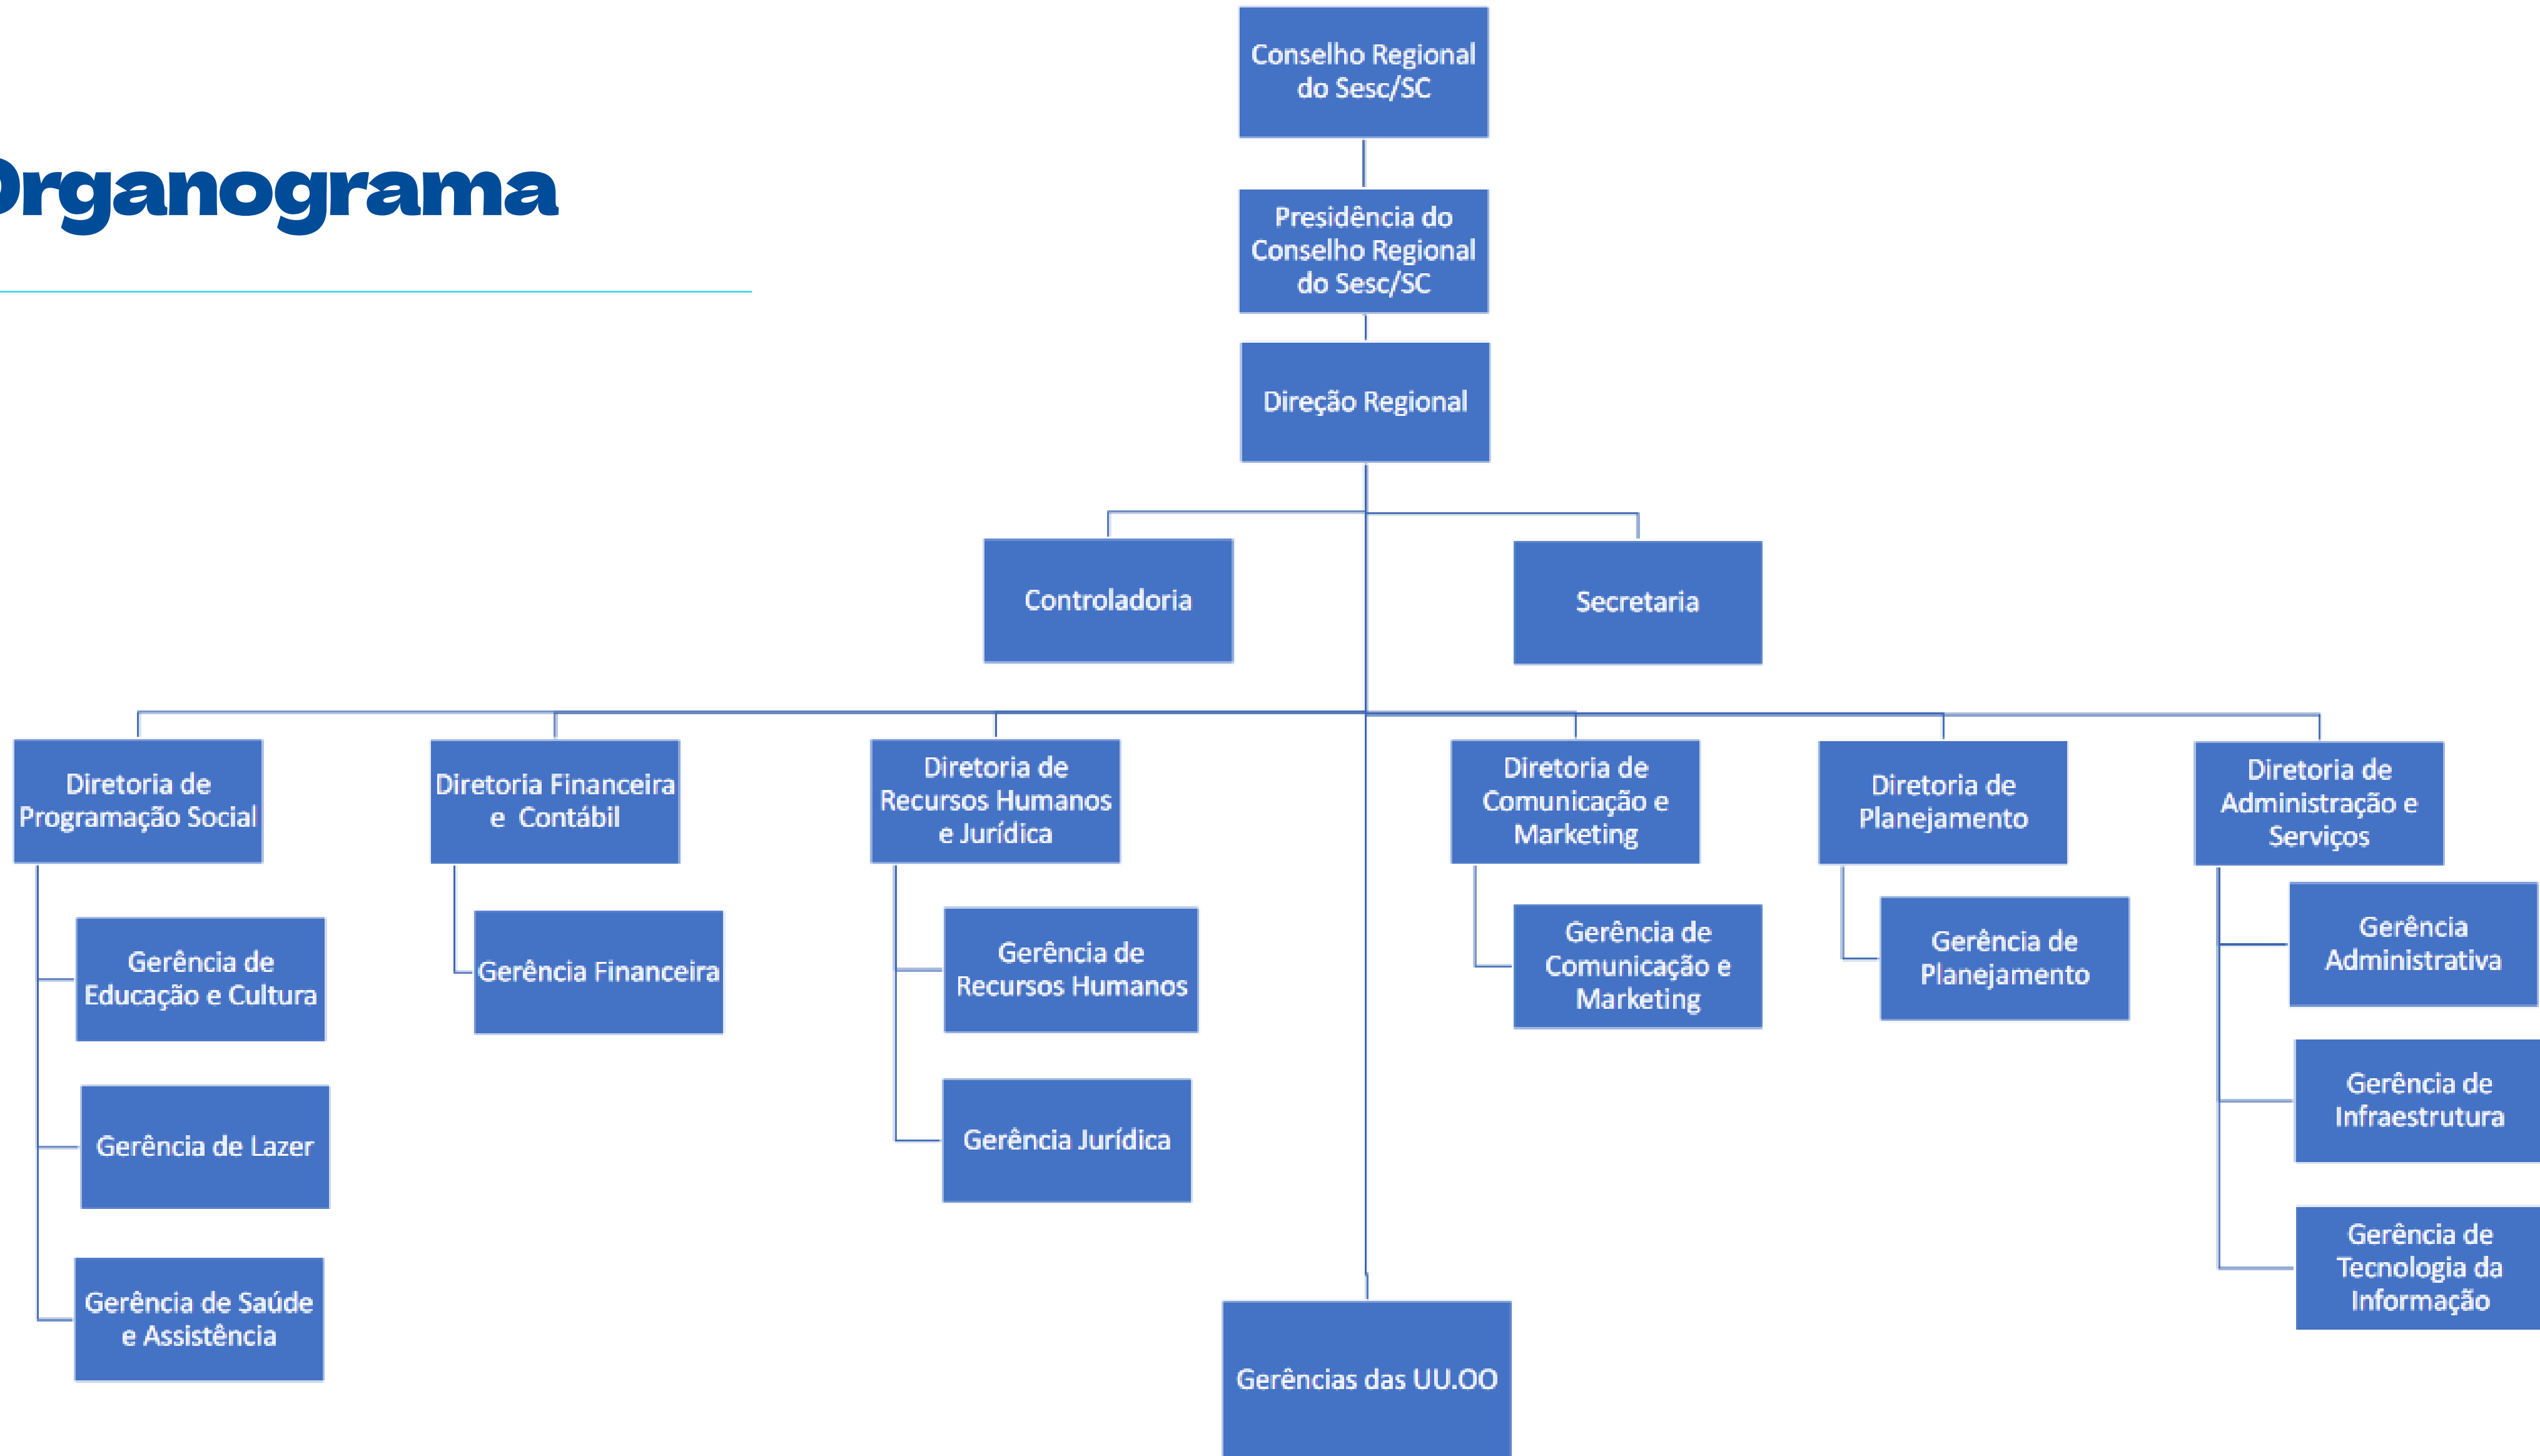 Organograma
Conselho Regional
do Sesc/SC
Presidência do
Conselho Regional
do Sesc/SC
Direção Regional
Controladoria
Secretaria
Diretoria de
Programação Social
Diretoria Financeira
e Contábil
Diretoria de
Recursos Humanos
e Jurídica
Diretoria de
Comunicação e
Marketing
Diretoria de
Planejamento
Diretoria de
Administração e
Serviços
Gerência de
Educação e Cultura
Gerência de Lazer
Gerência de Saúde
e Assistência
Gerência Financeira
Gerência de
Recursos Humanos
Gerência Jurídica
Gerência de
Comunicação e
Marketing
Gerência de
Planejamento
Gerência
Administrativa
Gerência de
Infraestrutura
Gerência de
Tecnologia da
Informação
Gerências das UU.OO